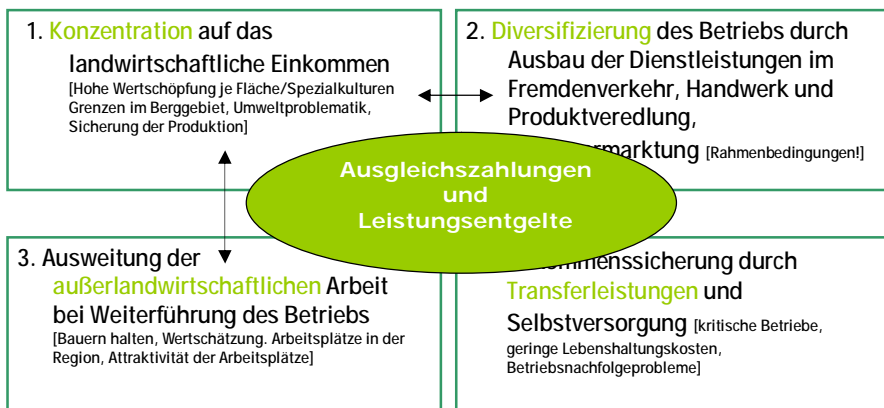 1. Konzentration auf das
landwirtschaftliche Einkommen
[Hohe Wertschöpfung je Fläche/Spezialkulturen
Grenzen im Berggebiet, Umweltproblematik,
Sicherung der Produktion]
2. Diversifizierung des Betriebs durch
Ausbau der Dienstleistungen im
Fremdenverkehr, Handwerk und
Produktveredlung,
[Rahmenbedingungen!]
Ausgleichszahlungen
und
Leistungsentgelte
3. Ausweitung der
außerlandwirtschaftlichen Arbeit
bei Weiterführung des Betriebs
[Bauern halten, Wertschätzung. Arbeitsplätze in der
Region, Attraktivität der Arbeitsplätze]
durch
Transferleistungen und
Selbstversorgung [kritische Betriebe,
geringe Lebenshaltungskosten,
Betriebsnachfolgeprobleme]